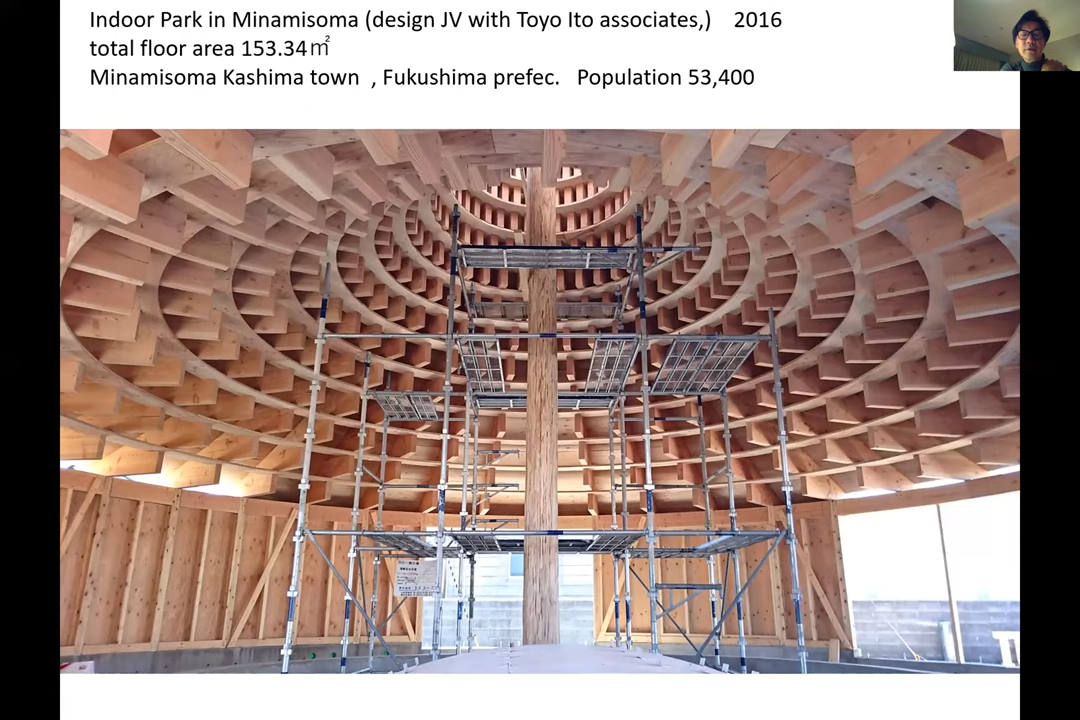 Indoor Park in Minamisoma (design JV with Toyo Ito associates,) 2016
total floor area 153.34㎡
Minamisoma Kashima town , Fukushima prefec. Population 53,400